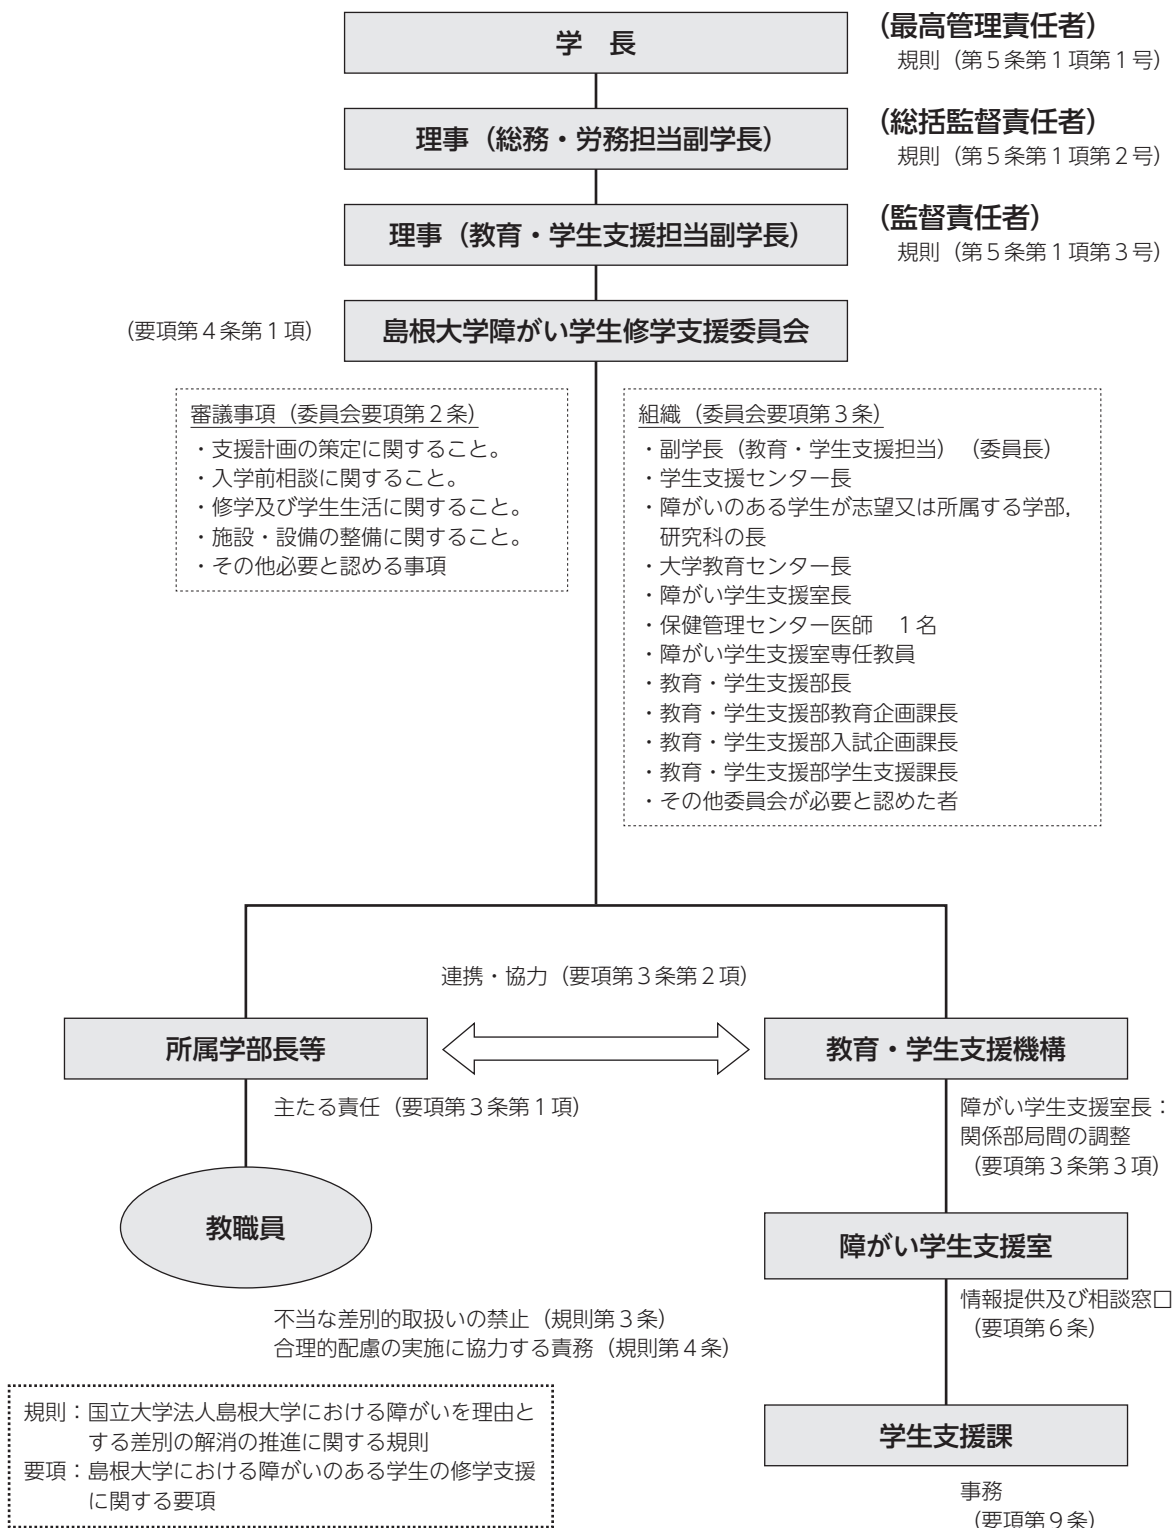 学 長
(最高管理責任者)
規則(第5条第1項第1号)
理事(総務・労務担当副学長)
(総括監督責任者)
規則(第5条第1項第2号)
理事(教育・学生支援担当副学長)
(監督責任者)
規則(第5条第1項第3号)
(要項第4条第1項)
島根大学障がい学生修学支援委員会
審議事項(委員会要項第2条)
・支援計画の策定に関すること。
・入学前相談に関すること。
・修学及び学生生活に関すること。
・施設・設備の整備に関すること。
・その他必要と認める事項
組織(委員会要項第3条)
・副学長(教育・学生支援担当)(委員長)
・学生支援センター長
・障がいのある学生が志望又は所属する学部,
研究科の長
・大学教育センター長
・障がい学生支援室長
・保健管理センター医師 1名
・障がい学生支援室専任教員
・教育・学生支援部長
・教育・学生支援部教育企画課長
・教育・学生支援部入試企画課長
・教育・学生支援部学生支援課長
・その他委員会が必要と認めた者
連携・協力(要項第3条第2項)
所属学部長等
教育・学生支援機構
主たる責任(要項第3条第1項)
障がい学生支援室長:
関係部局間の調整
(要項第3条第3項)
教職員
障がい学生支援室
不当な差別的取扱いの禁止(規則第3条)
合理的配慮の実施に協力する責務(規則第4条)
情報提供及び相談窓口
(要項第6条)
規則:国立大学法人島根大学における障がいを理由と
する差別の解消の推進に関する規則
要項:島根大学における障がいのある学生の修学支援
に関する要項
学生支援課
事務
(要項第9条)